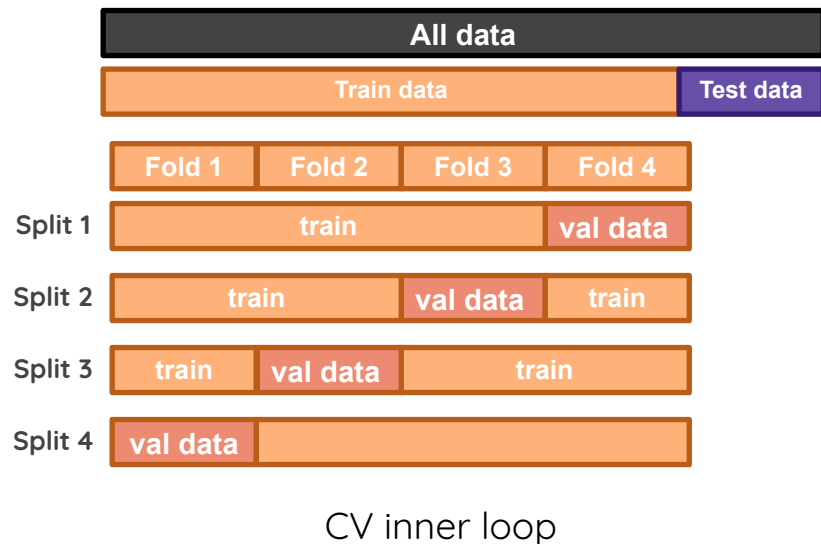 All data
Train data Test data
Fold 1 Fold 2 Fold 3 Fold 4
Split 1 train val data
Split 2 train val data train
Split 3 train val data train
Split 4 val data
CV inner loop